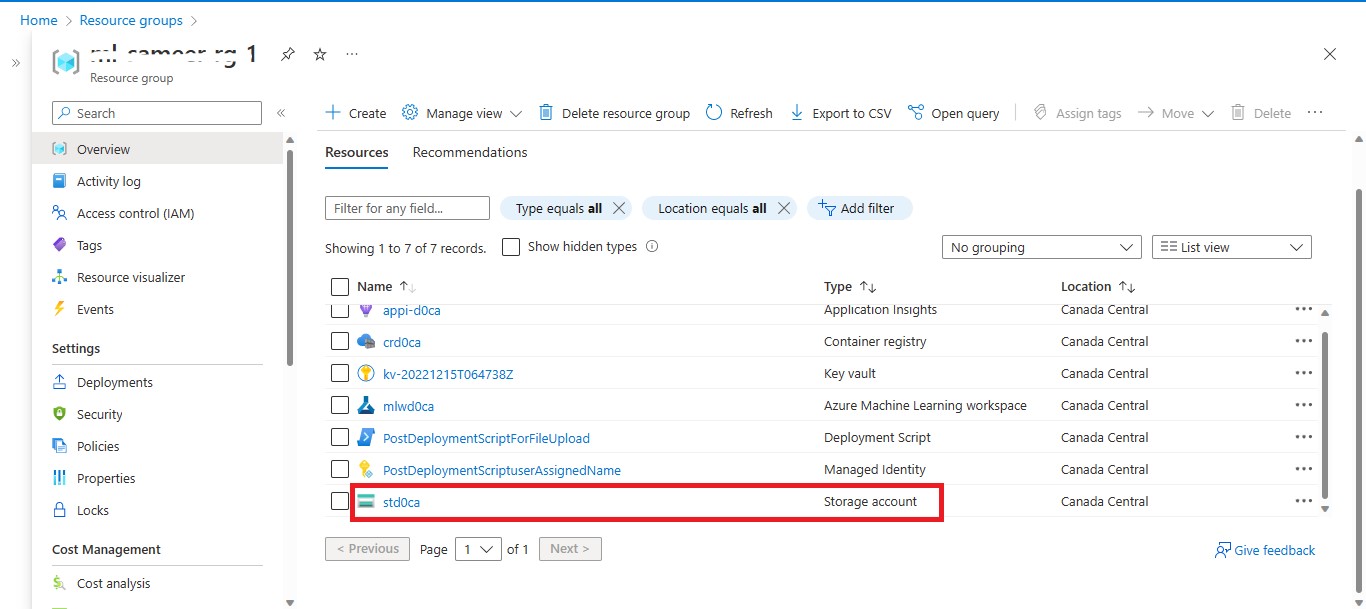 Home > Resource groups >
ml-sameer-rg-1
Resource group
Search
Create Manage view Delete resource group Refresh Export to CSV Open query Assign tags Move Delete
Overview
Activity log
Access control (IAM)
Tags
Resource visualizer
Events
Settings
Deployments
Security
Policies
Properties
Locks
Cost Management
Cost analysis
Resources Recommendations
Filter for any field... Type equals all Location equals all Add filter
Showing 1 to 7 of 7 records. Show hidden types No grouping List view
Name Type Location
appi-d0ca Application Insights Canada Central
crd0ca Container registry Canada Central
kv-20221215T064738Z Key vault Canada Central
mlwd0ca Azure Machine Learning workspace Canada Central
PostDeploymentScriptForFileUpload Deployment Script Canada Central
PostDeploymentScriptuserAssignedName Managed Identity Canada Central
std0ca Storage account Canada Central
< Previous Page 1 of 1 Next >
Give feedback